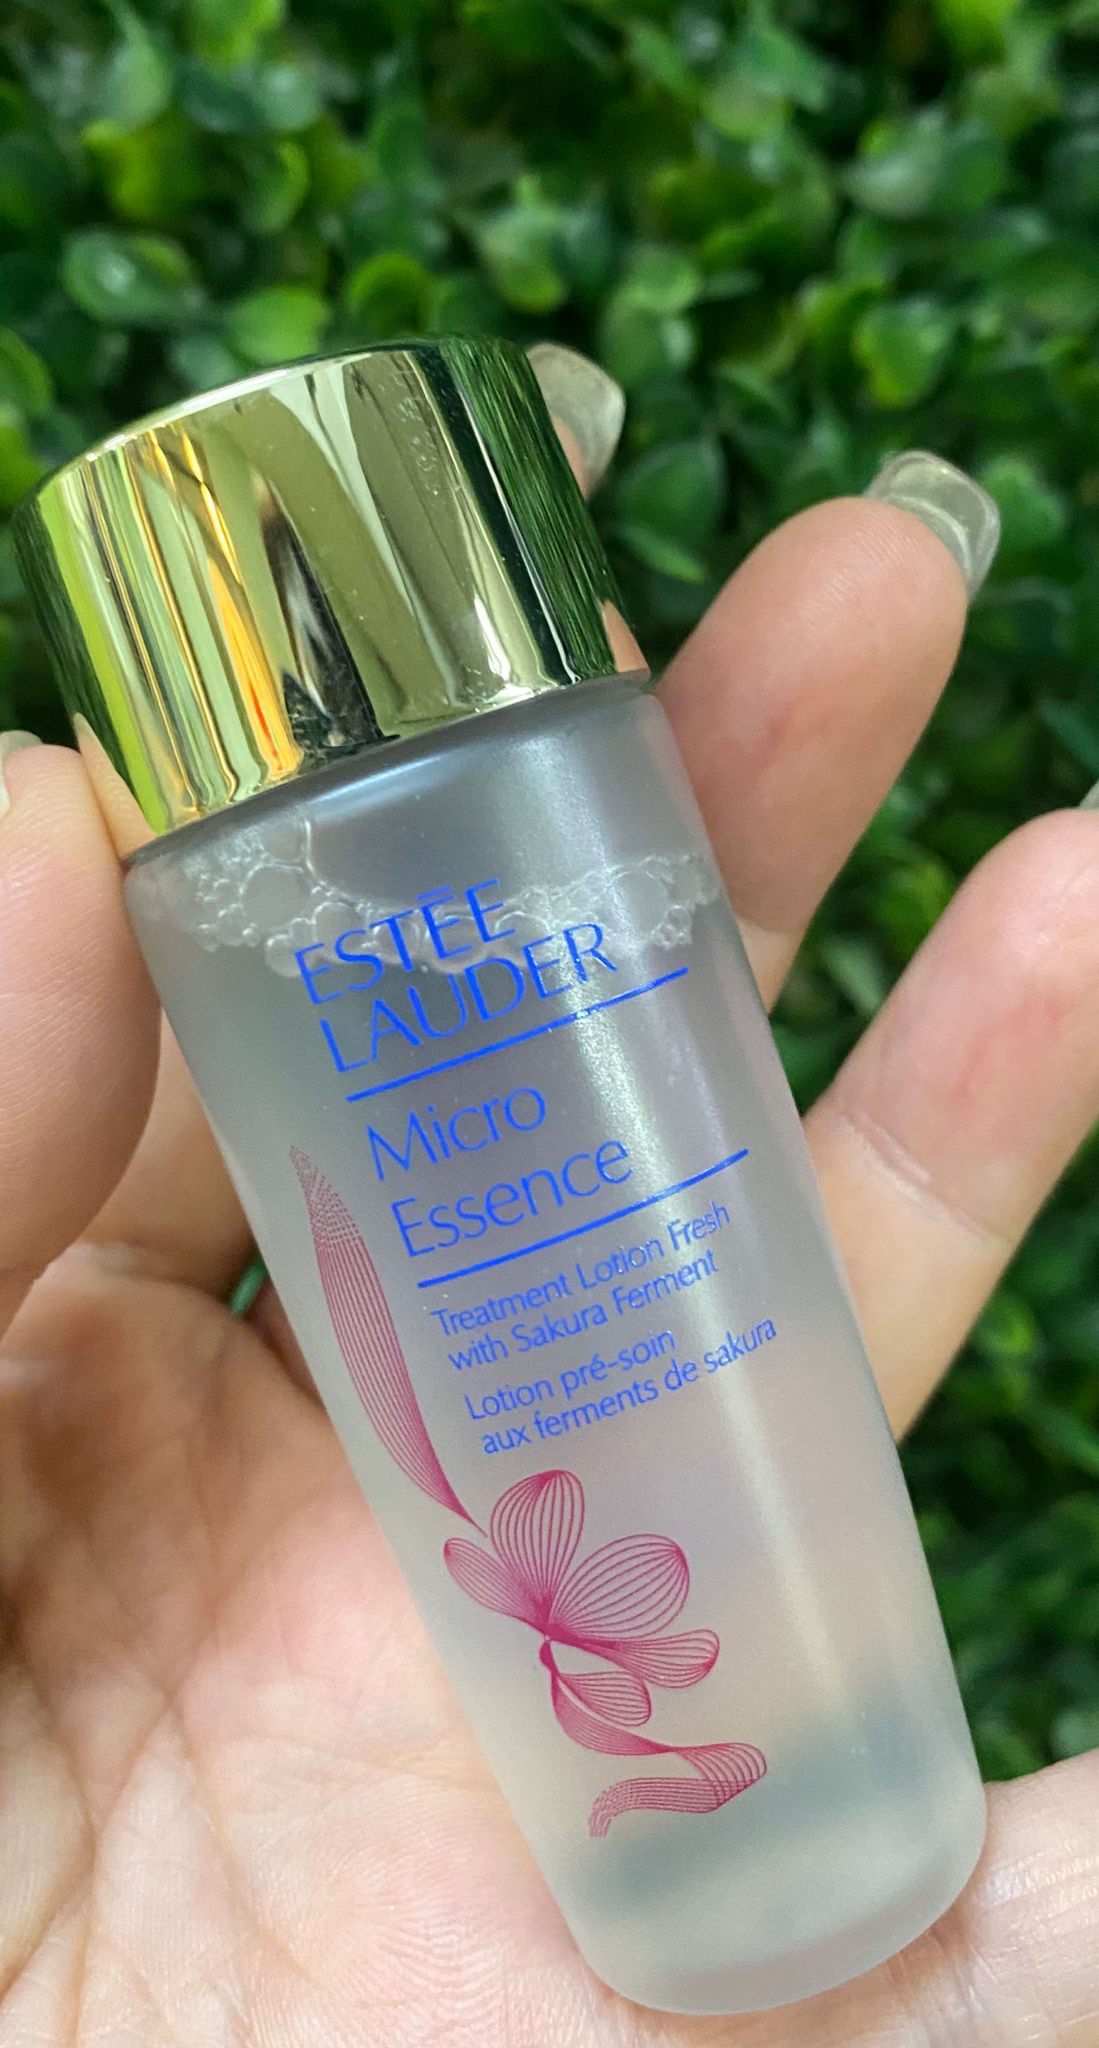 ESTĒE
LAUDER
Micro
Essence
Treatment Lotion Fresh
with Sakura Ferment
Lotion pré-soin
aux ferments de sakura